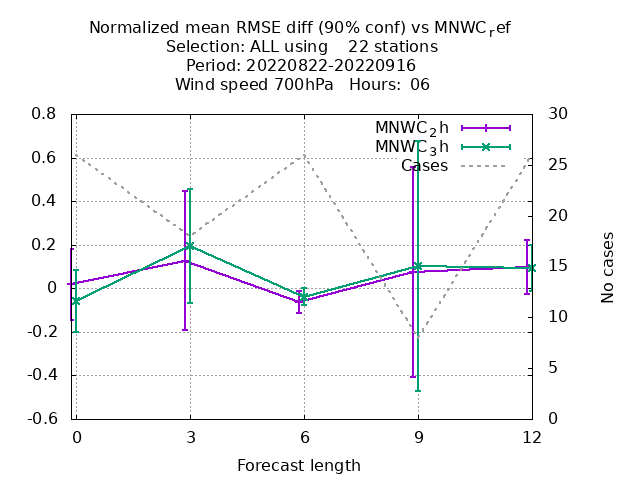 Normalized mean RMSE diff (90% conf) vs MNWC_ref
Selection: ALL using 22 stations
Period: 20220822-20220916
Wind speed 700hPa Hours: 06
MNWC_2h
MNWC_3h
Cases
0.8
0.6
0.4
0.2
0
-0.2
-0.4
-0.6
30
25
20
15
10
5
0
No cases
0 3 6 9 12
Forecast length